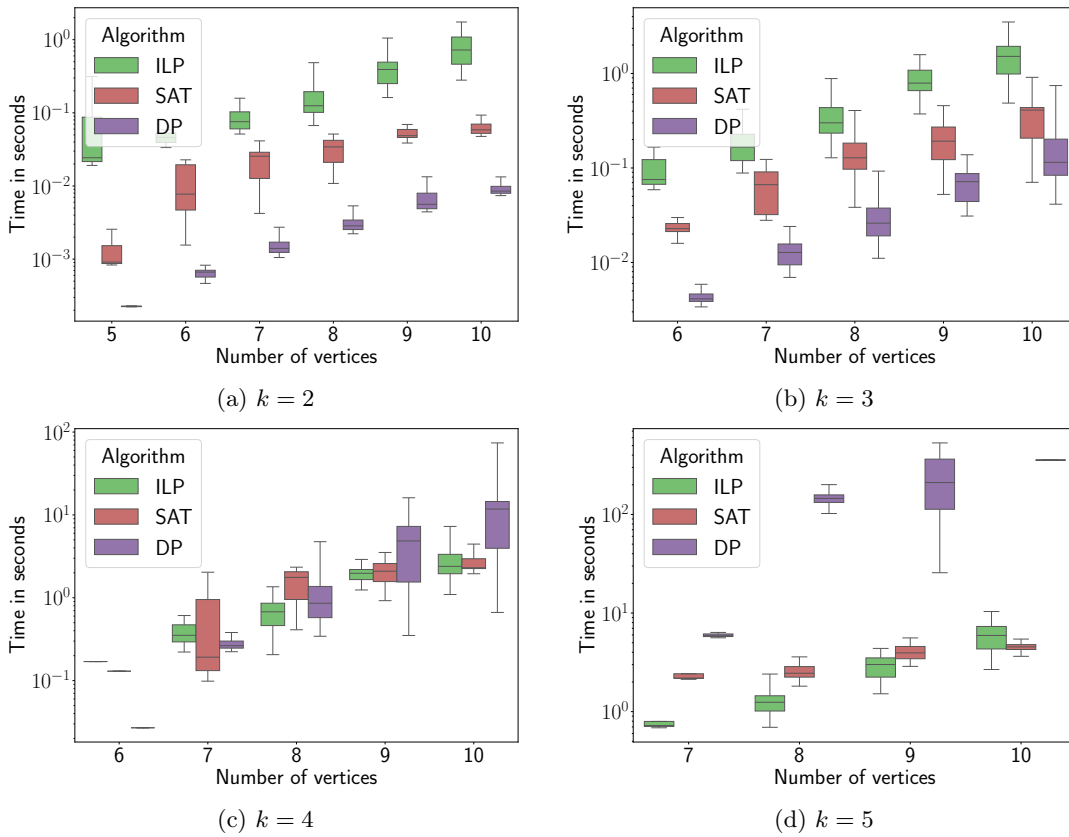 Algorithm
ILP
SAT
DP
10^0
10^-1
10^-2
10^-3
Time in seconds
5 6 7 8 9 10
Number of vertices
(a) k = 2
Algorithm
ILP
SAT
DP
10^0
10^-1
10^-2
Time in seconds
6 7 8 9 10
Number of vertices
(b) k = 3
Algorithm
ILP
SAT
DP
10^2
10^1
10^0
10^-1
Time in seconds
6 7 8 9 10
Number of vertices
(c) k = 4
Algorithm
ILP
SAT
DP
10^2
10^1
10^0
Time in seconds
7 8 9 10
Number of vertices
(d) k = 5